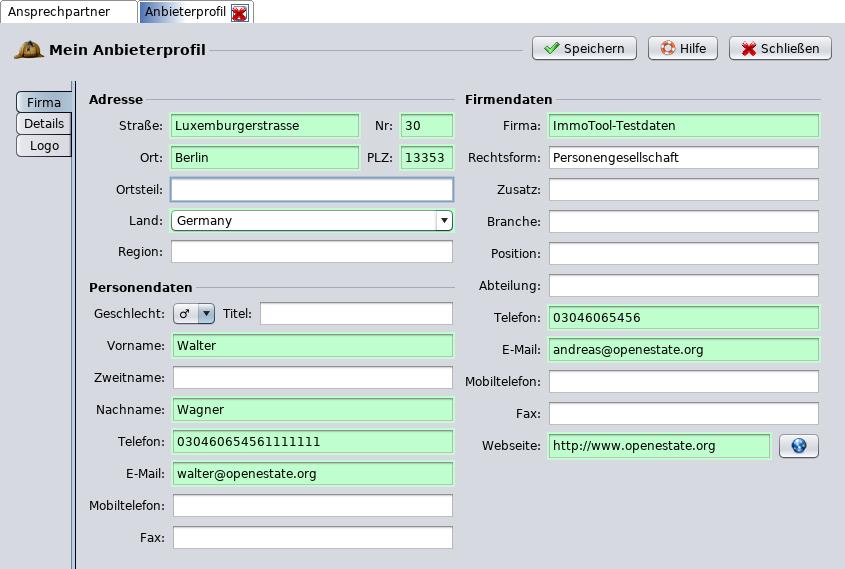 Ansprechpartner
Anbieterprofil
Mein Anbieterprofil
Speichern
Hilfe
Schließen
Firma
Details
Logo
Adresse
Straße: Luxemburgerstrasse Nr: 30
Ort: Berlin PLZ: 13353
Ortsteil:
Land: Germany
Region:
Personendaten
Geschlecht: ♂ Titel:
Vorname: Walter
Zweitname:
Nachname: Wagner
Telefon: 030460654561111111
E-Mail: walter@openestate.org
Mobiltelefon:
Fax:
Firmendaten
Firma: ImmoTool-Testdaten
Rechtsform: Personengesellschaft
Zusatz:
Branche:
Position:
Abteilung:
Telefon: 03046065456
E-Mail: andreas@openestate.org
Mobiltelefon:
Fax:
Webseite: http://www.openestate.org